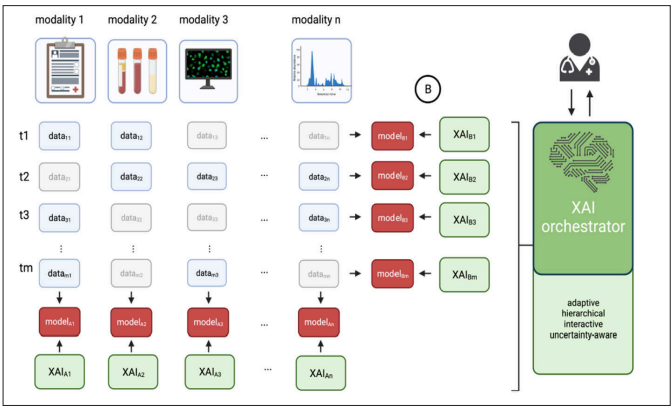 modality 1 modality 2 modality 3 modality n
B
t1 data11 data12 data13 ... data1n modelB1 XAIB1
t2 data21 data22 data23 data2n modelB2 XAIB2
t3 data31 data32 data33 data3n modelB3 XAIB3
⋮ ⋮ ⋮ ⋮
tm datam1 datam2 datam3 ... datamn modelBm XAIBm
modelA1 modelA2 modelA3 ... modelAn
XAIA1 XAIA2 XAIA3 ... XAIAn
XAI
orchestrator
adaptive
hierarchical
interactive
uncertainty-aware